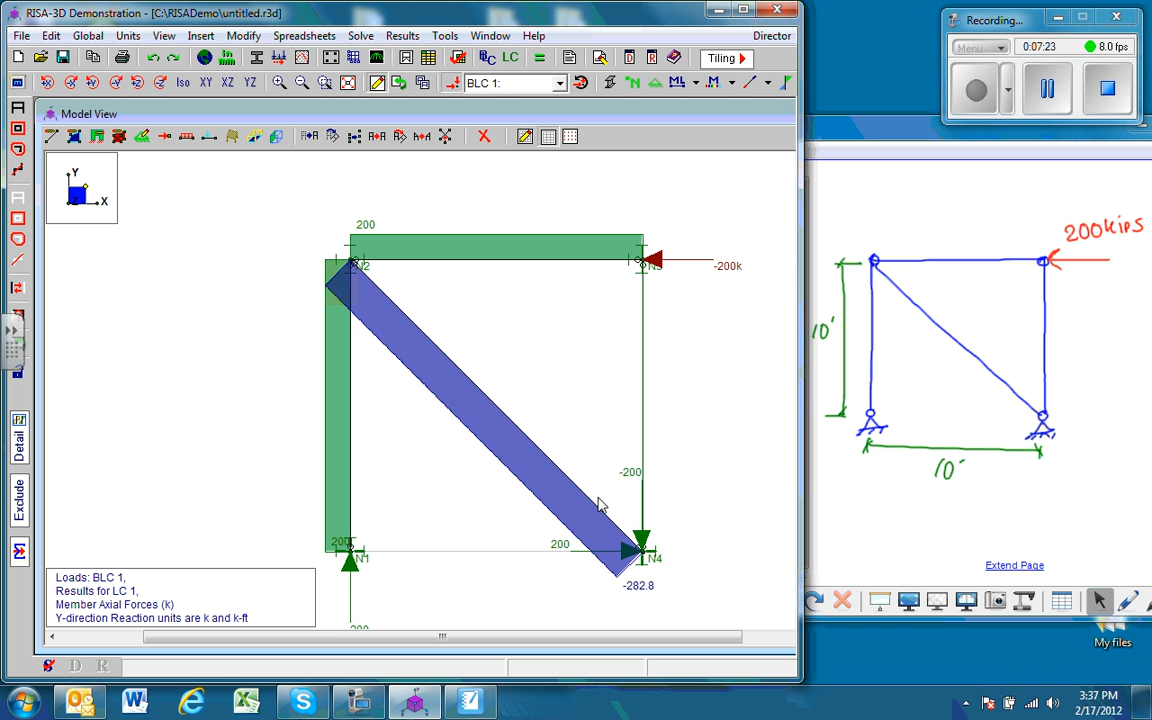 RISA-3D Demonstration - [C:\RISADemo\untitled.r3d]
File Edit Global Units View Insert Modify Spreadsheets Solve Results Tools Window Help Director
LC Tiling
Iso XY XZ YZ BLC 1: ML
Model View
Y
Z X
Detail
Exclude
200
N2
-200k
-200
200
200
N1
N4
-282.8
Loads: BLC 1,
Results for LC 1,
Member Axial Forces (k)
Y-direction Reaction units are k and k-ft
D R
Recording...
Menu 0:07:23 8.0 fps
200kips
10'
10'
Extend Page
My files
3:37 PM
2/17/2012